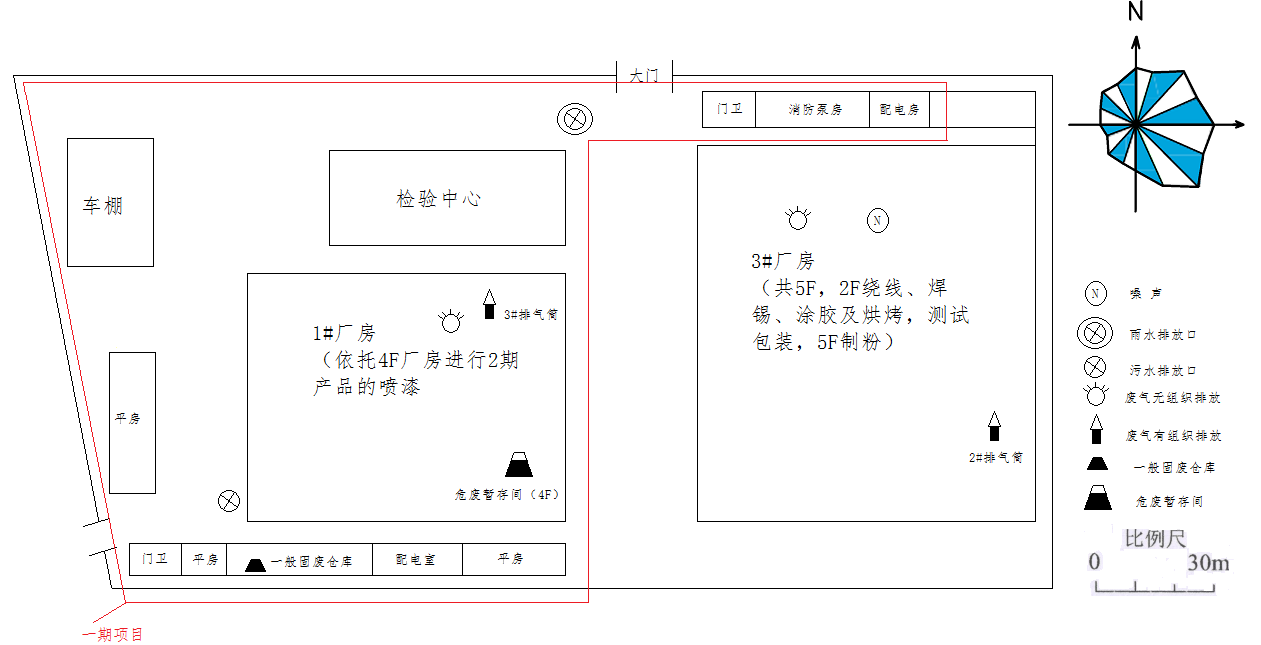 N
大门
门卫
消防泵房
配电房
车棚
检验中心
N
3#厂房
（共5F，2F绕线、焊
锡、涂胶及烘烤，测试
包装，5F制粉）
3#排气筒
1#厂房
（依托4F厂房进行2期
产品的喷漆
平房
危废暂存间（4F）
2#排气筒
门卫
平房
一般固废仓库
配电室
平房
一期项目
N
噪 声
雨水排放口
污水排放口
废气无组织排放
废气有组织排放
一般固废仓库
危废暂存间
比例尺
0
30m